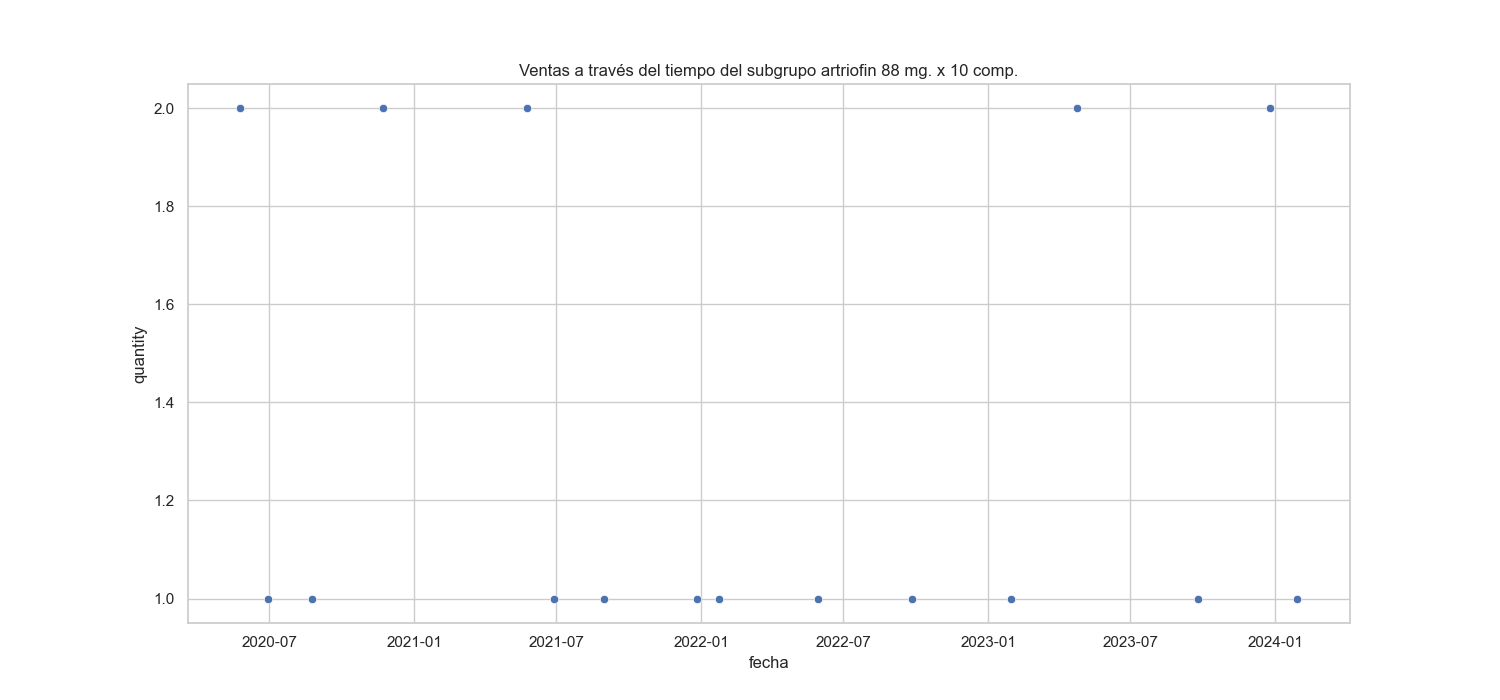 Ventas a través del tiempo del subgrupo artriofin 88 mg. x 10 comp.
2.0
1.8
1.6
1.4
1.2
1.0
quantity
2020-07 2021-01 2021-07 2022-01 2022-07 2023-01 2023-07 2024-01
fecha